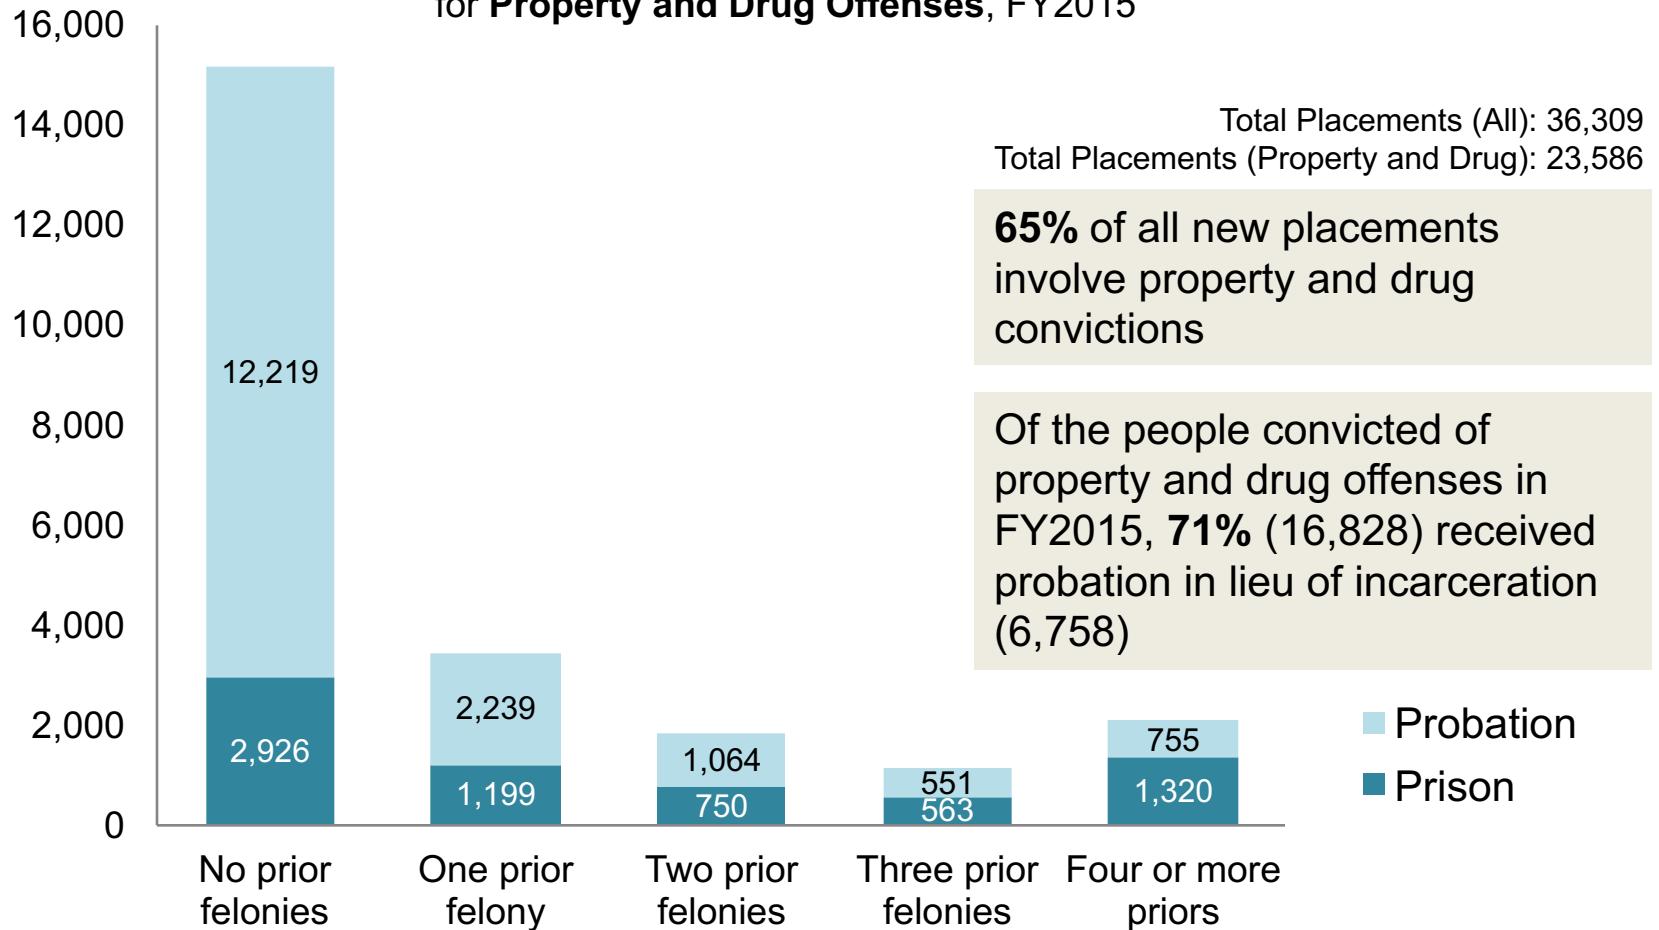 for Property and Drug Offenses, FY2015
16,000
14,000
12,000
10,000
8,000
6,000
4,000
2,000
0
12,219
2,926
2,239
1,199
1,064
750
551
563
755
1,320
No prior
felonies
One prior
felony
Two prior
felonies
Three prior
felonies
Four or more
priors
Total Placements (All): 36,309
Total Placements (Property and Drug): 23,586
65% of all new placements
involve property and drug
convictions
Of the people convicted of
property and drug offenses in
FY2015, 71% (16,828) received
probation in lieu of incarceration
(6,758)
Probation
Prison